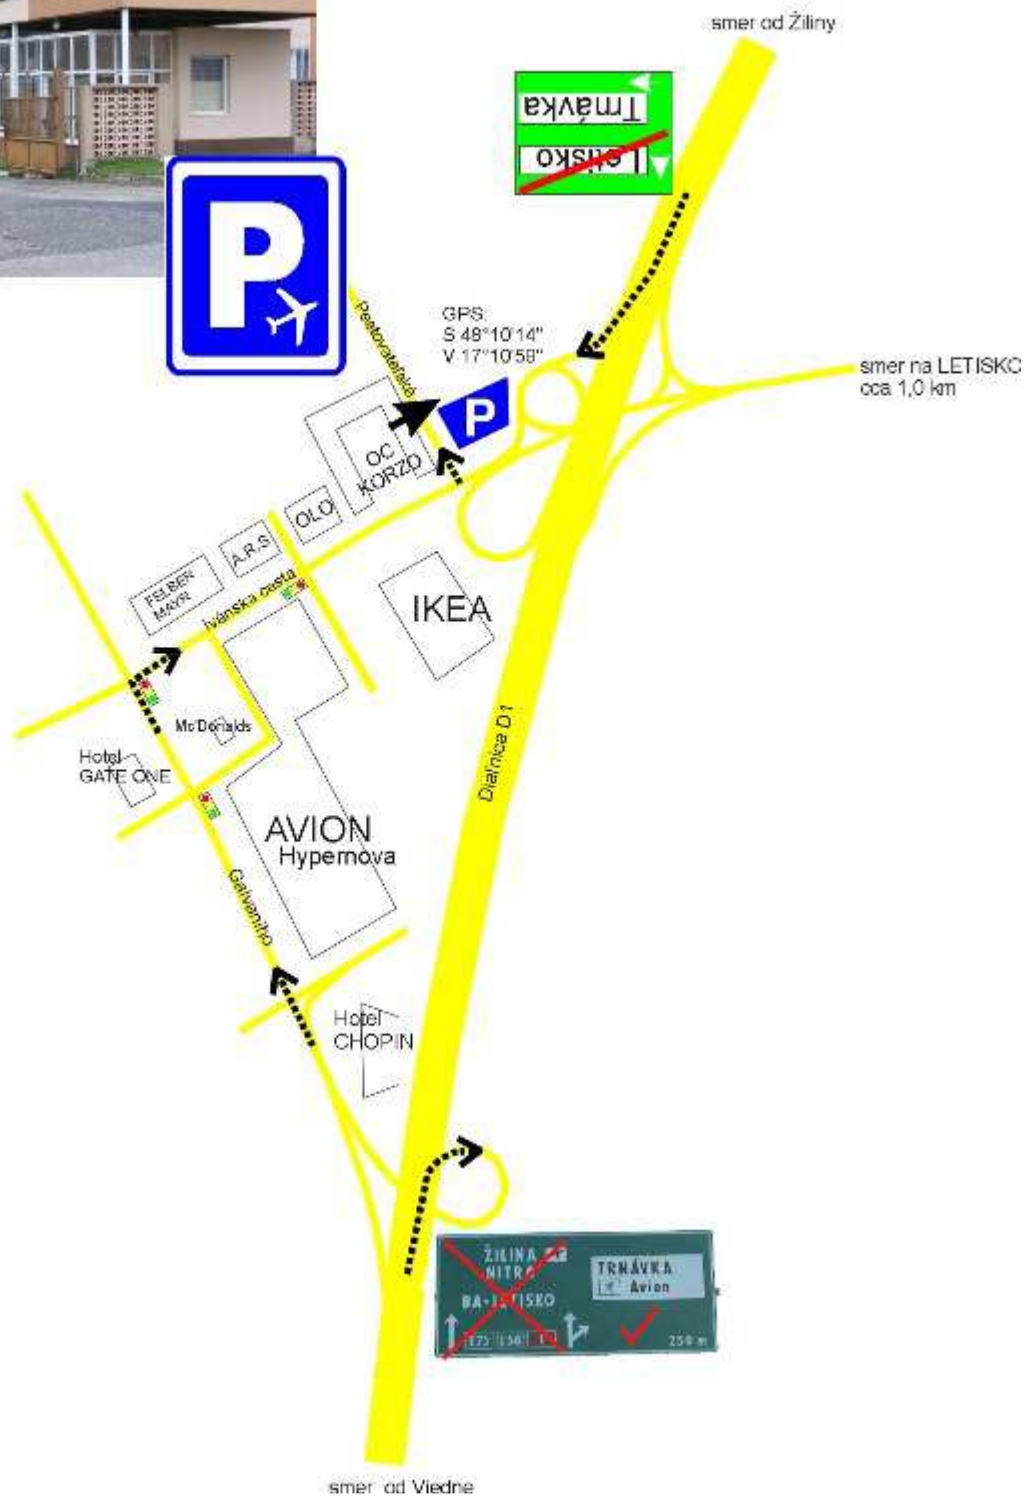 smer od Žiliny
Trnávka
Letisko
P
GPS:
S 48°10'14"
V 17°10'58"
Pestovateľská
smer na LETISKO
cca 1,0 km
P
OC
KORZO
OLO
A.R.S
FELBER
MAYR
Ivánska cesta
IKEA
Mc'Donalds
Hotel
GATE ONE
Diaľnica D1
AVION
Hypernova
Galvaniho
Hotel
CHOPIN
ŽILINA
NITRA
BA-LETISKO
TRNÁVKA
Avion
250 m
smer od Viedne